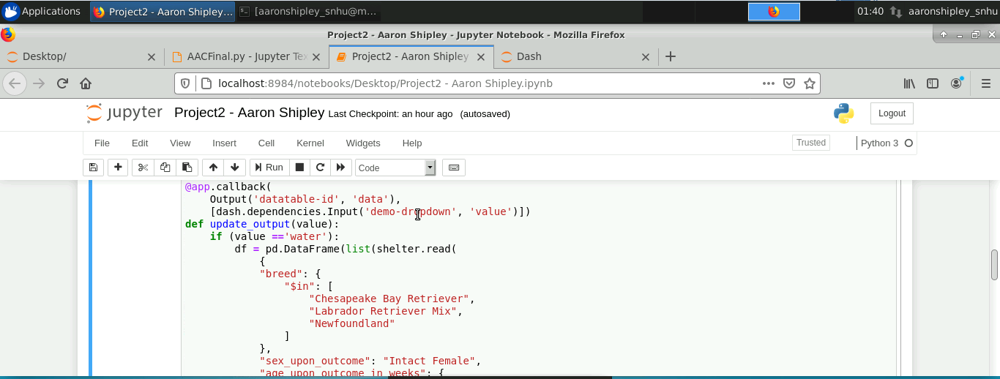 Applications Project2 - Aaron Shipley... [aaronshipley_snhu@m... 01:40 aaronshipley_snhu
Project2 - Aaron Shipley - Jupyter Notebook - Mozilla Firefox
Desktop/ AACFinal.py - Jupyter Tex Project2 - Aaron Shipley Dash
localhost:8984/notebooks/Desktop/Project2 - Aaron Shipley.ipynb
jupyter Project2 - Aaron Shipley Last Checkpoint: an hour ago (autosaved) Logout
File Edit View Insert Cell Kernel Widgets Help Trusted Python 3
Run Code
@app.callback(
    Output('datatable-id', 'data'),
    [dash.dependencies.Input('demo-dropdown', 'value')])
def update_output(value):
    if (value =='water'):
        df = pd.DataFrame(list(shelter.read(
            {
            "breed": {
                "$in": [
                    "Chesapeake Bay Retriever",
                    "Labrador Retriever Mix",
                    "Newfoundland"
                ]
            },
            "sex_upon_outcome": "Intact Female",
            "age_upon_outcome_in_weeks": {